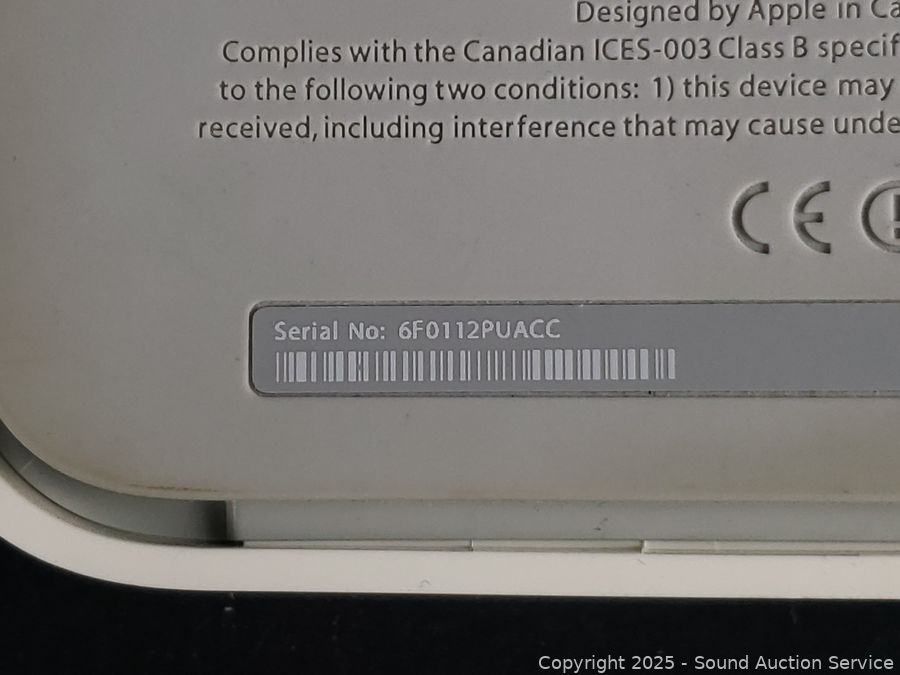 Designed by Apple in Ca
Complies with the Canadian ICES-003 Class B specif
to the following two conditions: 1) this device may
received, including interference that may cause unde
CE
Serial No: 6F0112PUACC
Copyright 2025 - Sound Auction Service